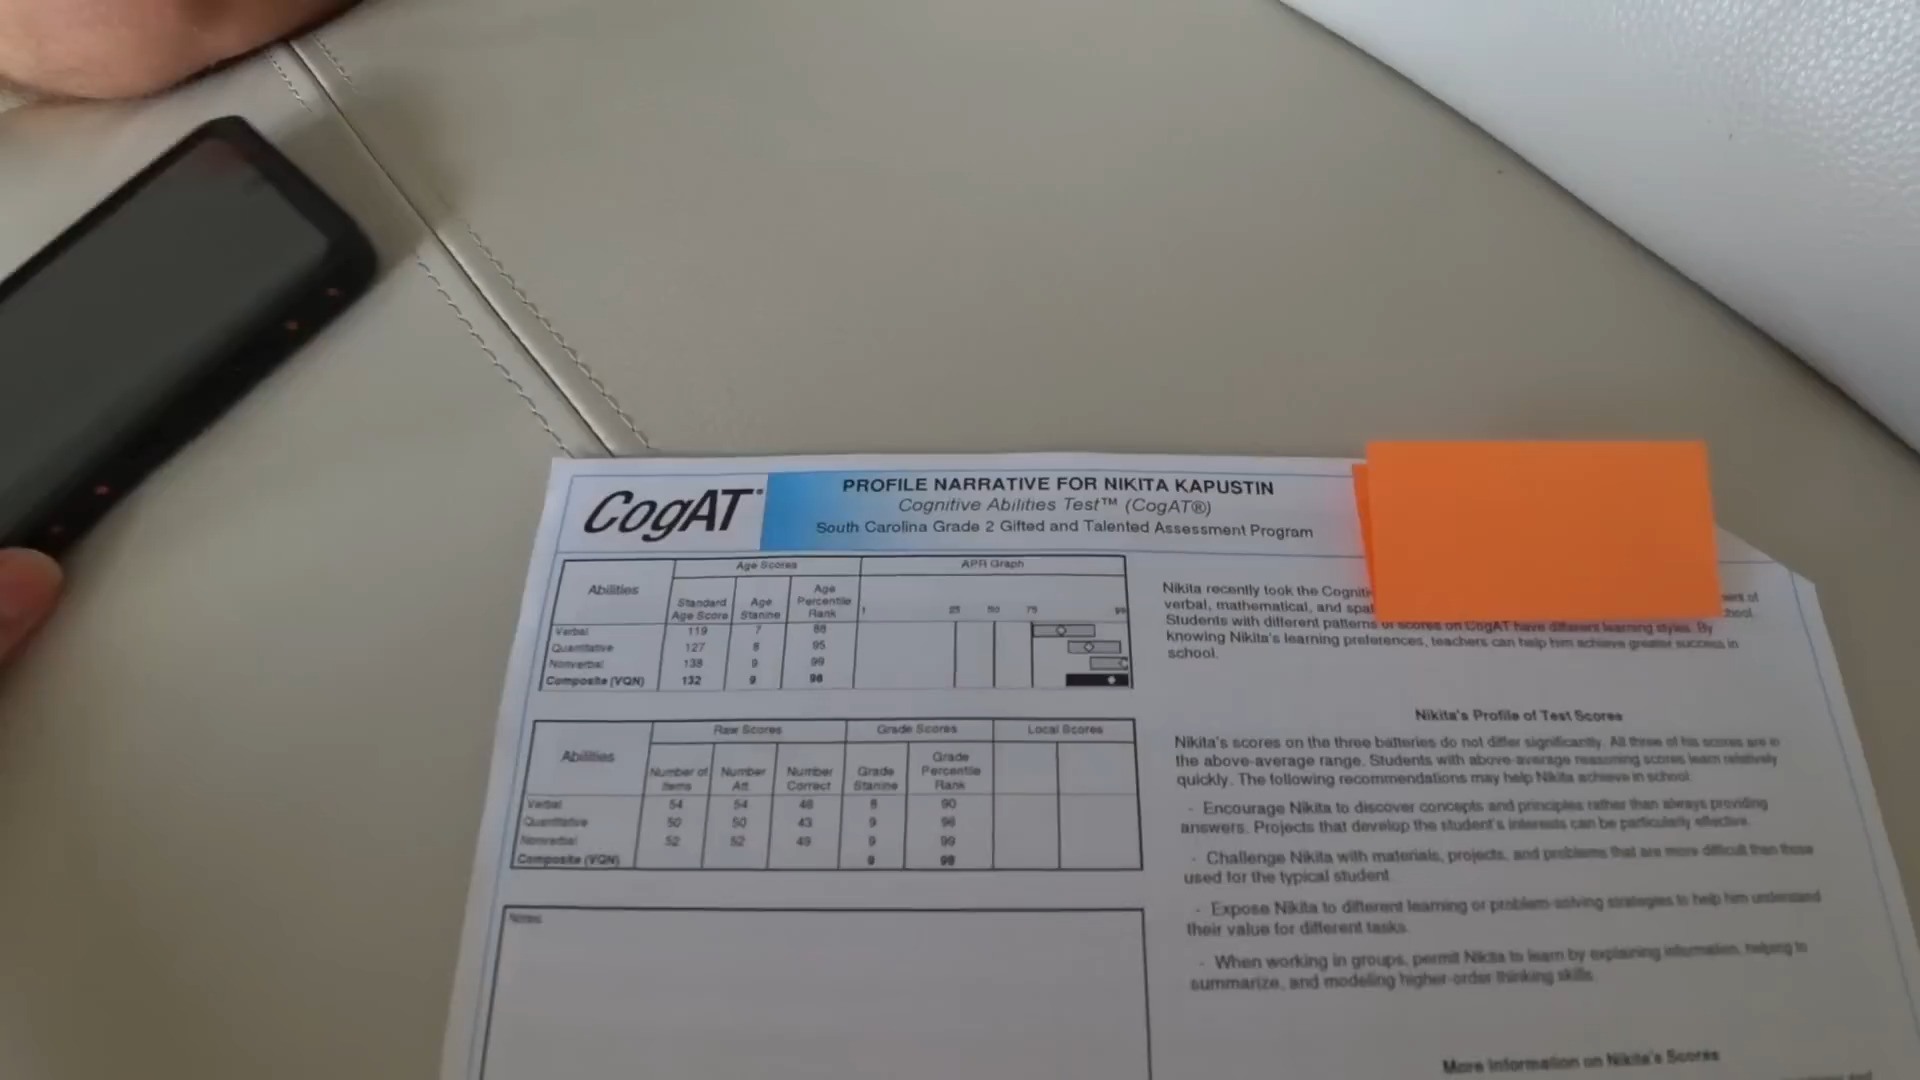 CogAT®
PROFILE NARRATIVE FOR NIKITA KAPUSTIN
Cognitive Abilities Test™ (CogAT®)
South Carolina Grade 2 Gifted and Talented Assessment Program
Abilities Age Scores APR Graph
Standard Age Score Age Stanine Age Percentile Rank 1 25 50 75 99
Verbal 119 7 88
Quantitative 127 8 95
Nonverbal 138 9 99
Composite (VQN) 132 9 98
Abilities Raw Scores Grade Scores Local Scores
Number of Items Number Att. Number Correct Grade Stanine Grade Percentile Rank
Verbal 54 54 48 8 90
Quantitative 50 50 43 9 96
Nonverbal 52 52 49 9 99
Composite (VQN) 9 98
Notes
Nikita recently took the
verbal, mathematical, and
Students with different patterns of scores on CogAT have different learning styles. By
knowing Nikita's learning preferences, teachers can help him achieve greater success in
school.
Nikita's Profile of Test Scores
Nikita's scores on the three batteries do not differ significantly. All three of his scores are in
the above-average range. Students with above-average reasoning scores learn relatively
quickly. The following recommendations may help Nikita achieve in school:
- Encourage Nikita to discover concepts and principles rather than always providing
answers. Projects that develop the student's interests can be particularly effective.
- Challenge Nikita with materials, projects, and problems that are more difficult than those
used for the typical student.
- Expose Nikita to different learning or problem-solving strategies to help him understand
their value for different tasks.
- When working in groups, permit Nikita to learn by explaining information, helping to
summarize, and modeling higher-order thinking skills.
More Information on Nikita's Scores